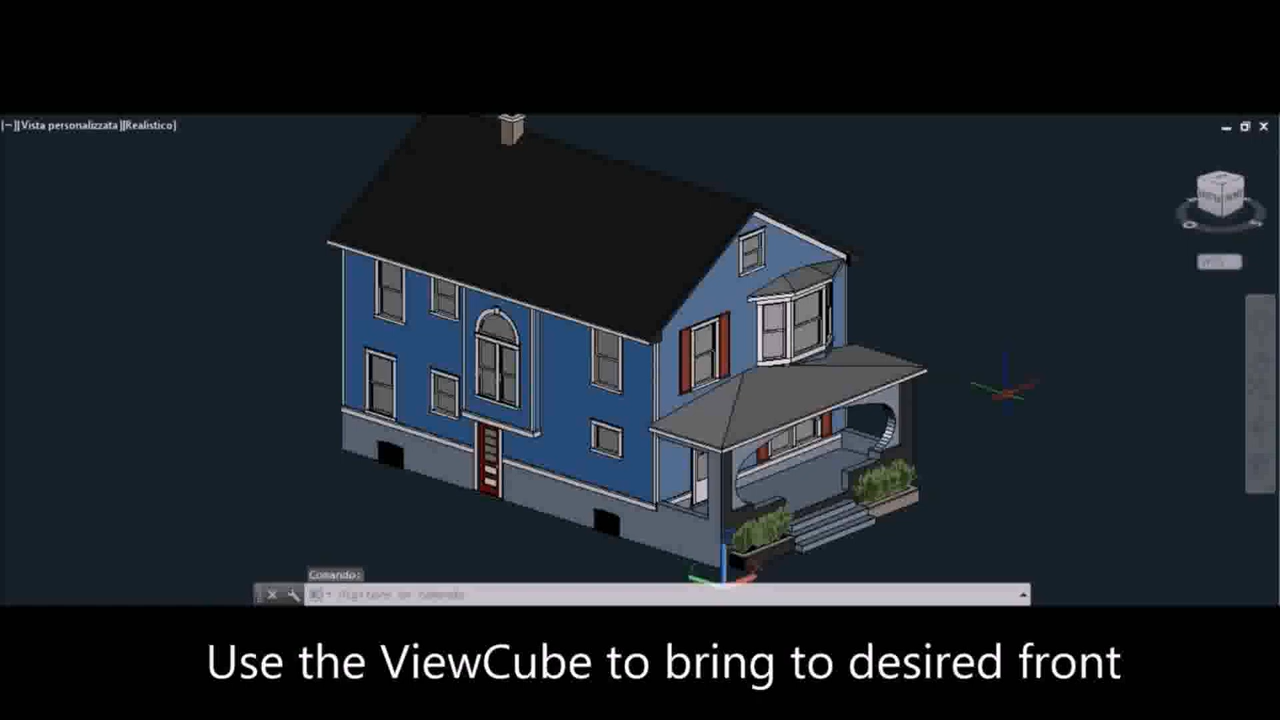 [−][Vista personalizzata][Realistico]
Comando:
Use the ViewCube to bring to desired front